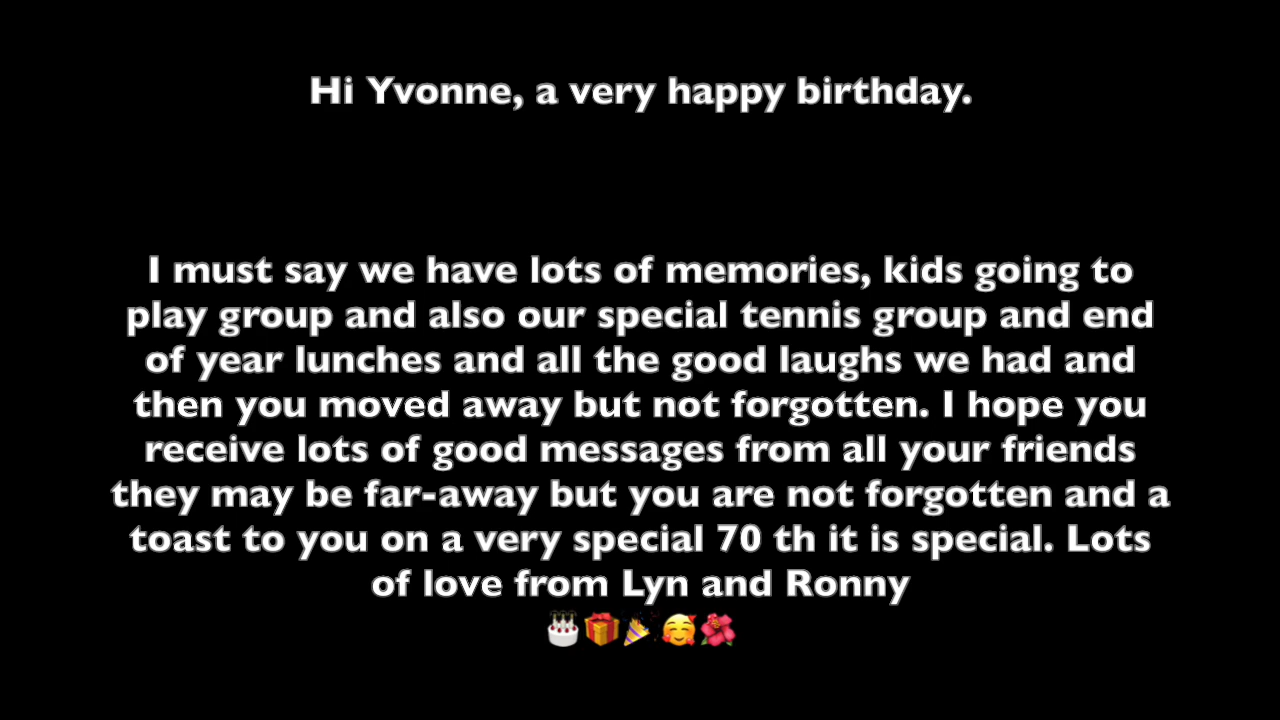 Hi Yvonne, a very happy birthday.
I must say we have lots of memories, kids going to
play group and also our special tennis group and end
of year lunches and all the good laughs we had and
then you moved away but not forgotten. I hope you
receive lots of good messages from all your friends
they may be far-away but you are not forgotten and a
toast to you on a very special 70 th it is special. Lots
of love from Lyn and Ronny
🎂🎁🎉🥰🌺